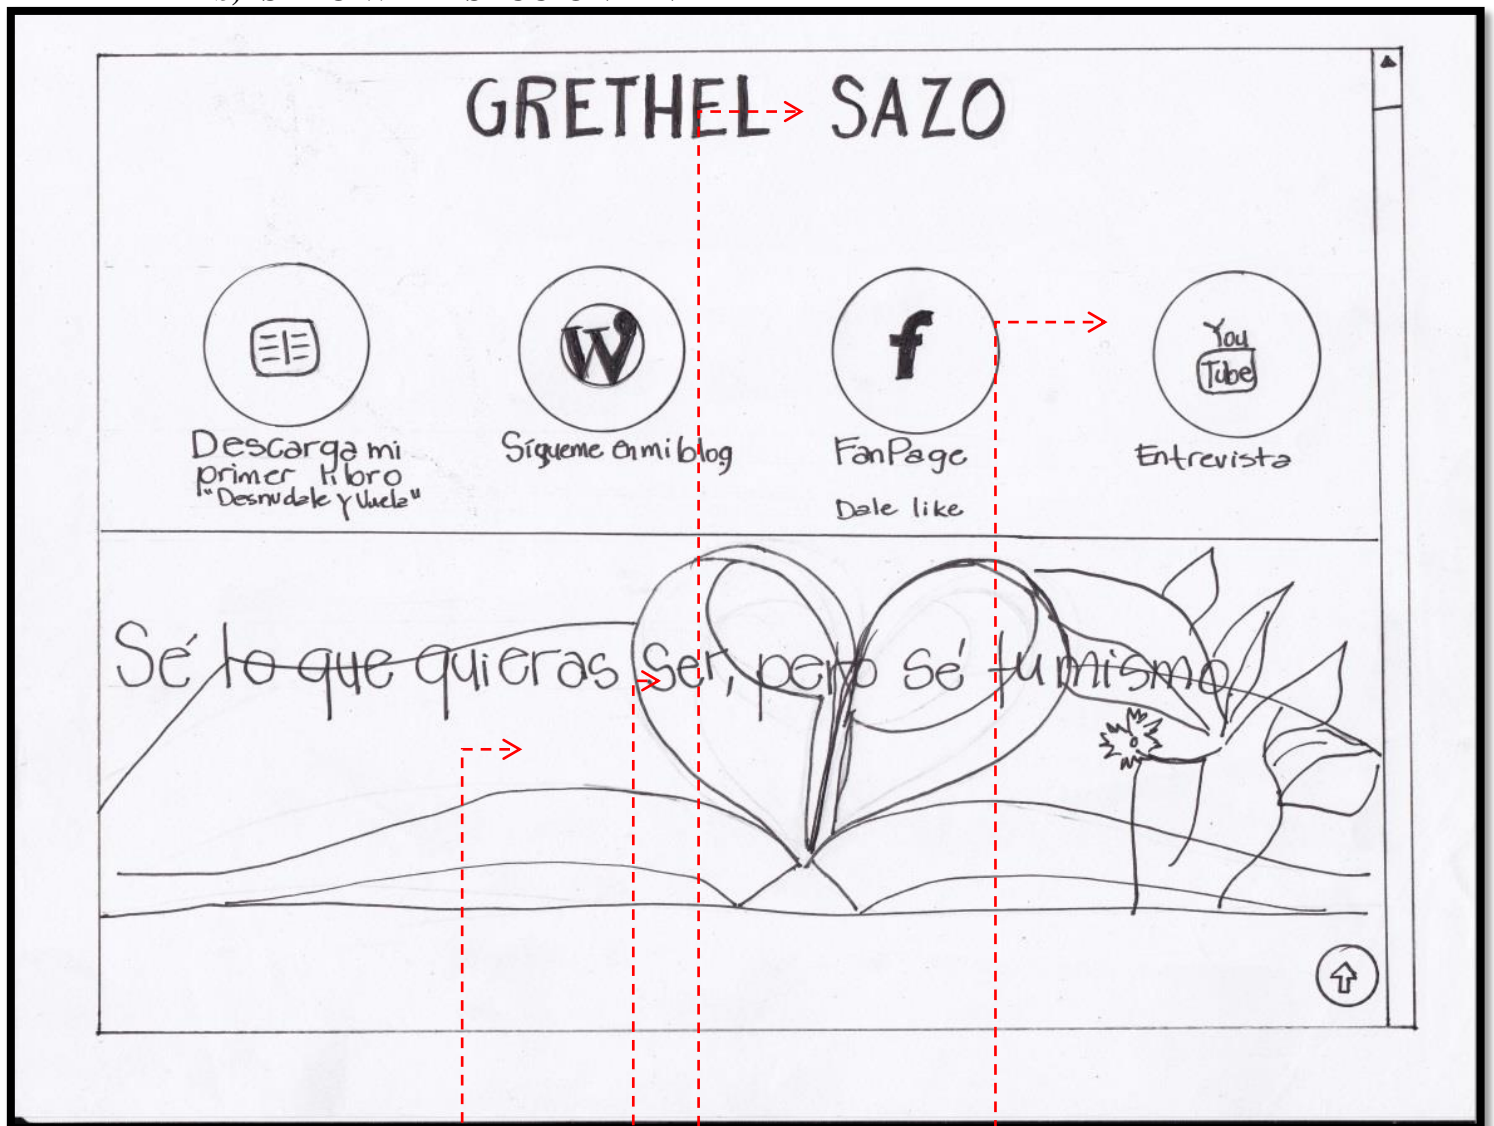 GRETHEL SAZO
You
Tube
Descarga mi
primer libro
"Desnudate y Vuela"
Sígueme en mi blog
FanPage
Dale like
Entrevista
Sé lo que quieras ser, pero sé tu mismo